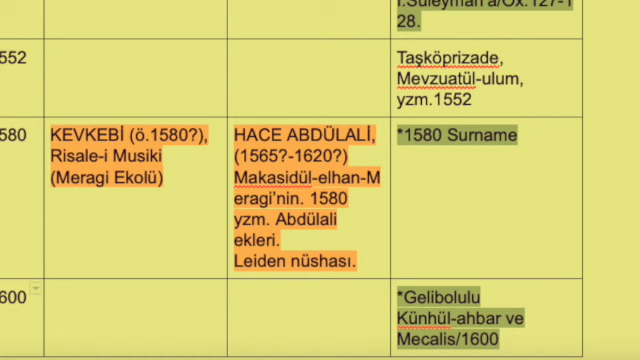 i.Süleyman'a/Öx.127-1
28.
552
Taşköprizade,
Mevzuatül-ulum,
yzm.1552
580
KEVKEBİ (ö.1580?),
Risale-i Musiki
(Meragi Ekolü)
HACE ABDÜLALİ,
(1565?-1620?)
Makasidül-elhan-M
eragi'nin. 1580
yzm. Abdülali
ekleri.
Leiden nüshası.
*1580 Surname
600
*Gelibolulu
Künhül-ahbar ve
Mecalis/1600